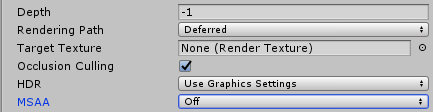 Depth -1
Rendering Path Deferred
Target Texture None (Render Texture)
Occlusion Culling
HDR Use Graphics Settings
MSAA Off